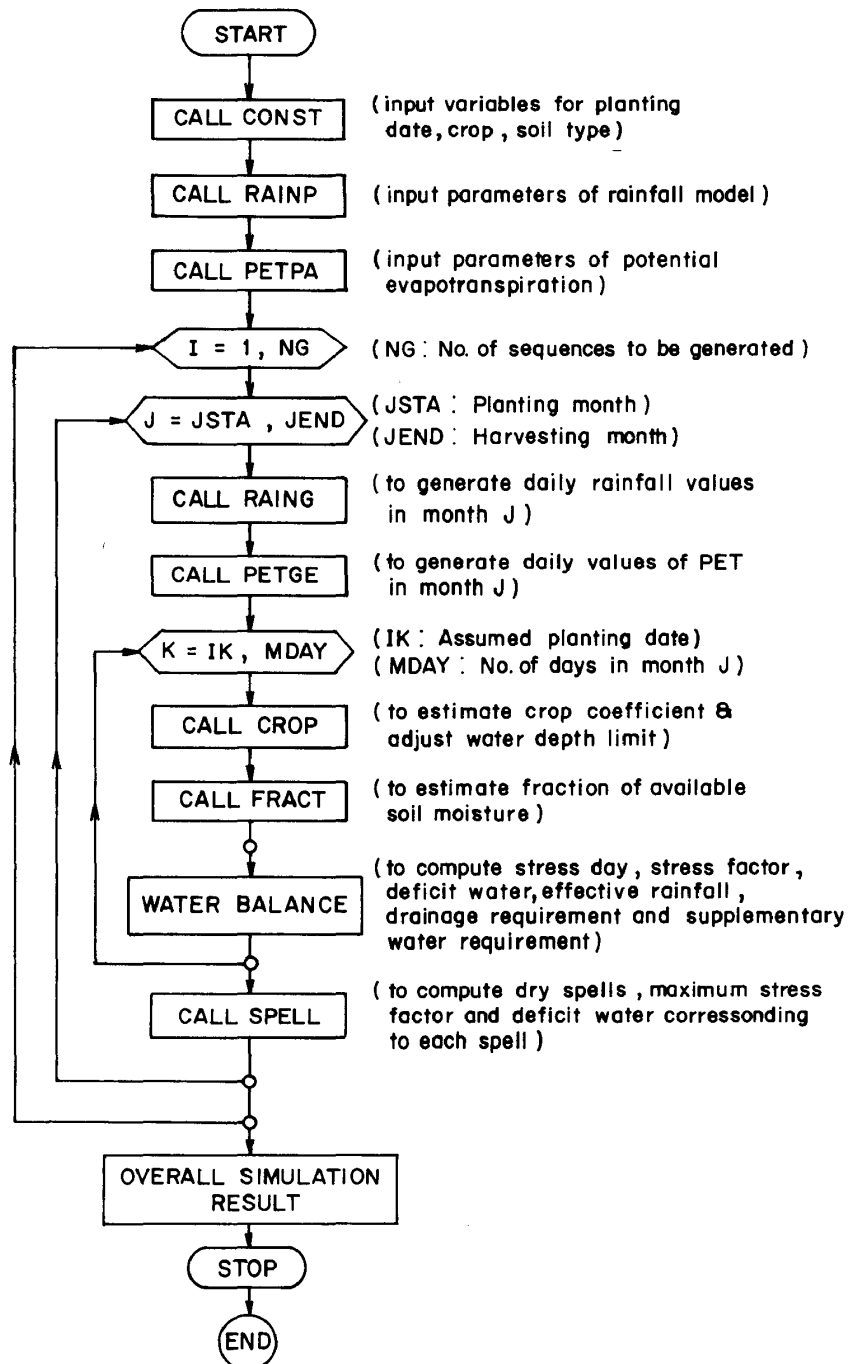 START
CALL CONST
(input variables for planting
date, crop, soil type)
CALL RAINP
(input parameters of rainfall model)
CALL PETPA
(input parameters of potential
evapotranspiration)
I = 1, NG
(NG: No. of sequences to be generated)
J = JSTA, JEND
(JSTA: Planting month)
(JEND: Harvesting month)
CALL RAING
(to generate daily rainfall values
in month J)
CALL PETGE
(to generate daily values of PET
in month J)
K = IK, MDAY
(IK: Assumed planting date)
(MDAY: No. of days in month J)
CALL CROP
(to estimate crop coefficient &
adjust water depth limit)
CALL FRACT
(to estimate fraction of available
soil moisture)
WATER BALANCE
(to compute stress day, stress factor,
deficit water, effective rainfall,
drainage requirement and supplementary
water requirement)
CALL SPELL
(to compute dry spells, maximum stress
factor and deficit water corressonding
to each spell)
OVERALL SIMULATION
RESULT
STOP
END